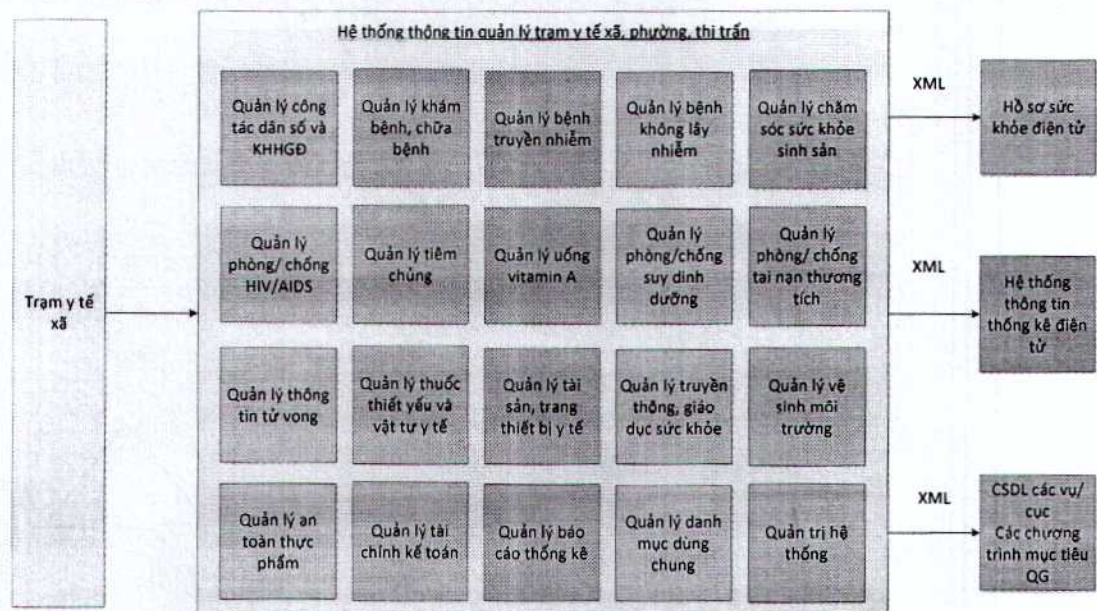 Hệ thống thông tin quản lý trạm y tế xã, phường, thị trấn
Trạm y tế
xã
Quản lý công
tác dân số và
KHHGĐ
Quản lý khám
bệnh, chữa
bệnh
Quản lý bệnh
truyền nhiễm
Quản lý bệnh
không lây
nhiễm
Quản lý chăm
sóc sức khỏe
sinh sản
XML
Hồ sơ sức
khỏe điện tử
Quản lý
phòng/ chống
HIV/AIDS
Quản lý tiêm
chủng
Quản lý uống
vitamin A
Quản lý
phòng/chống
suy dinh
dưỡng
Quản lý
phòng/ chống
tai nạn thương
tích
XML
Hệ thống
thông tin
thống kê điện
tử
Quản lý thông
tin tử vong
Quản lý thuốc
thiết yếu và
vật tư y tế
Quản lý tài
sản, trang
thiết bị y tế
Quản lý truyền
thông, giáo
dục sức khỏe
Quản lý vệ
sinh môi
trường
Quản lý an
toàn thực
phẩm
Quản lý tài
chính kế toán
Quản lý báo
cáo thống kê
Quản lý danh
mục dùng
chung
Quản trị hệ
thống
XML
CSDL các vụ/
cục
Các chương
trình mục tiêu
QG